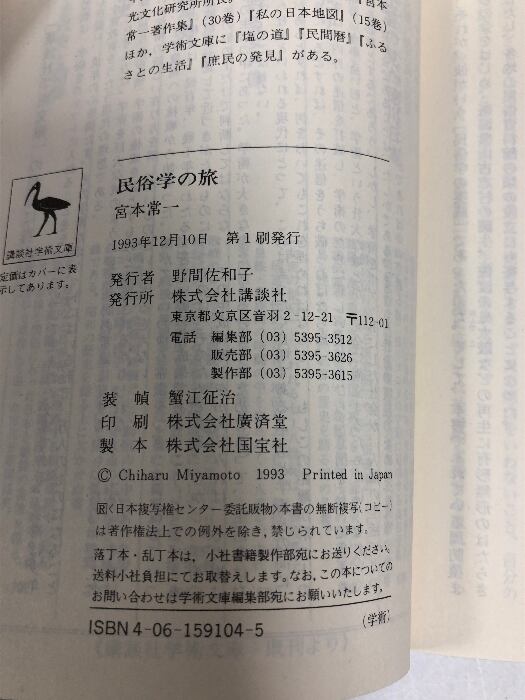 光文化研究所所長。
常一著作集』(30巻)『私の日本地図』(15巻)
ほか，学術文庫に『塩の道』『民間暦』『ふる
さとの生活』『庶民の発見』がある。
講談社学術文庫
定価はカバーに表
示してあります。
民俗学の旅
宮本常一
1993年12月10日　第1刷発行
発行者　野間佐和子
発行所　株式会社講談社
東京都文京区音羽2-12-21　〒112-01
電話　編集部 (03) 5395-3512
販売部 (03) 5395-3626
製作部 (03) 5395-3615
装　幀　蟹江征治
印　刷　株式会社廣済堂
製　本　株式会社国宝社
© Chiharu Miyamoto 1993　Printed in Japan
図〈日本複写権センター委託販物〉本書の無断複写(コピー)
は著作権法上での例外を除き，禁じられています。
落丁本・乱丁本は，小社書籍製作部宛にお送りください。
送料小社負担にてお取替えします。なお，この本についての
お問い合わせは学術文庫編集部宛にお願いいたします。
ISBN4-06-159104-5
(学術)